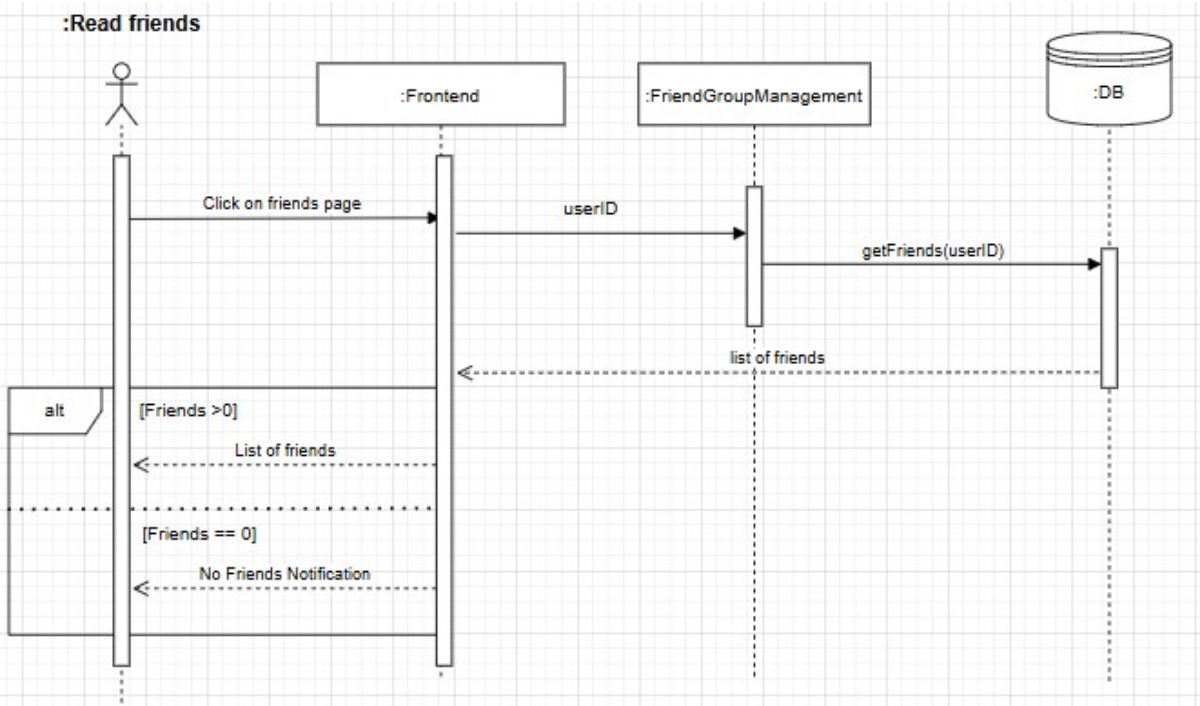 :Read friends
:Frontend
:FriendGroupManagement
:DB
Click on friends page
userID
getFriends(userID)
list of friends
alt
[Friends >0]
List of friends
[Friends == 0]
No Friends Notification